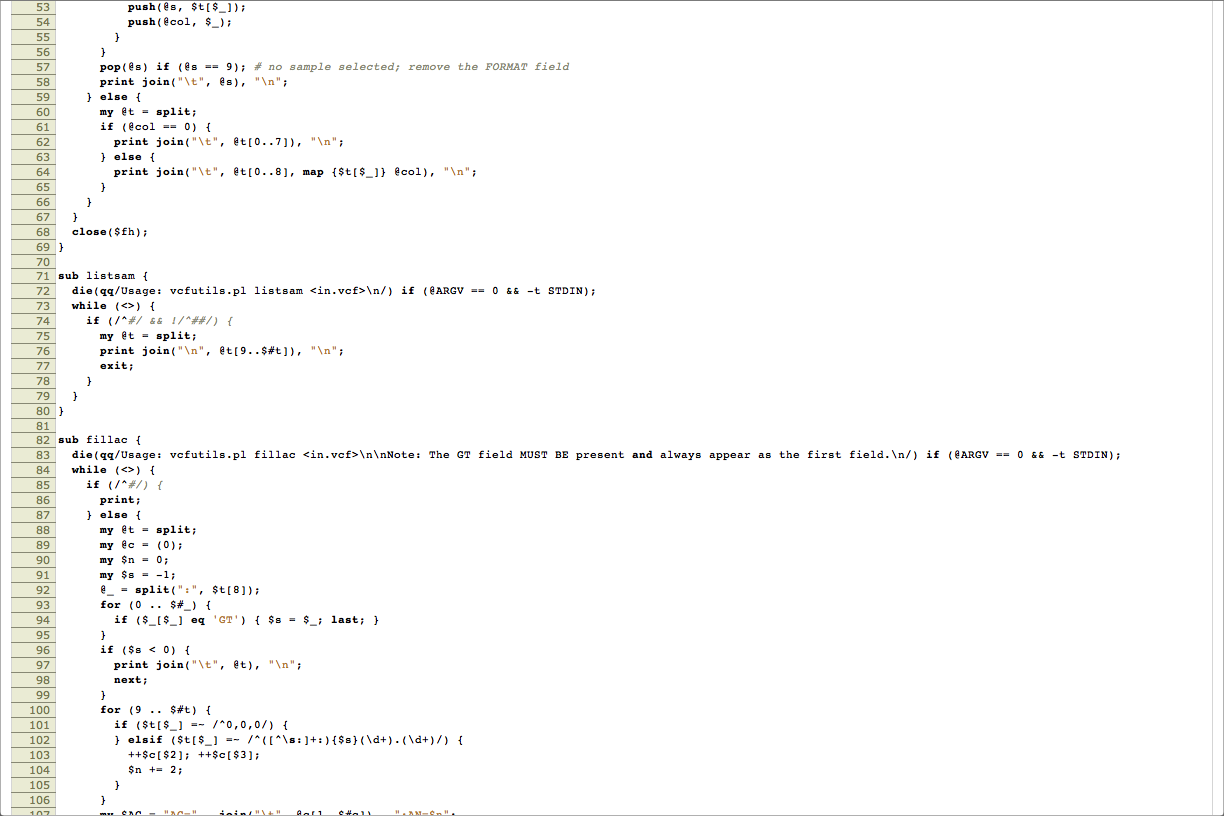 53 push(@s, $t[$_]);
54 push(@col, $_);
55 }
56 }
57 pop(@s) if (@s == 9); # no sample selected; remove the FORMAT field
58 print join("\t", @s), "\n";
59 } else {
60 my @t = split;
61 if (@col == 0) {
62 print join("\t", @t[0..7]), "\n";
63 } else {
64 print join("\t", @t[0..8], map {$t[$_]} @col), "\n";
65 }
66 }
67 }
68 close($fh);
69 }
70
71 sub listsam {
72 die(qq/Usage: vcfutils.pl listsam <in.vcf>\n/) if (@ARGV == 0 && -t STDIN);
73 while (<>) {
74 if (/^#/ && !/^##/) {
75 my @t = split;
76 print join("\n", @t[9..$#t]), "\n";
77 exit;
78 }
79 }
80 }
81
82 sub fillac {
83 die(qq/Usage: vcfutils.pl fillac <in.vcf>\n\nNote: The GT field MUST BE present and always appear as the first field.\n/) if (@ARGV == 0 && -t STDIN);
84 while (<>) {
85 if (/^#/) {
86 print;
87 } else {
88 my @t = split;
89 my @c = (0);
90 my $n = 0;
91 my $s = -1;
92 @_ = split(":", $t[8]);
93 for (0 .. $#_) {
94 if ($_[$_] eq 'GT') { $s = $_; last; }
95 }
96 if ($s < 0) {
97 print join("\t", @t), "\n";
98 next;
99 }
100 for (9 .. $#t) {
101 if ($t[$_] =~ /^0,0,0/) {
102 } elsif ($t[$_] =~ /^([^\s:]+:){$s}(\d+).(\d+)/) {
103 ++$c[$2]; ++$c[$3];
104 $n += 2;
105 }
106 }
107 my $AC = "AC=" . join("\t", @c[1..$#c]) . ";AN=$n";